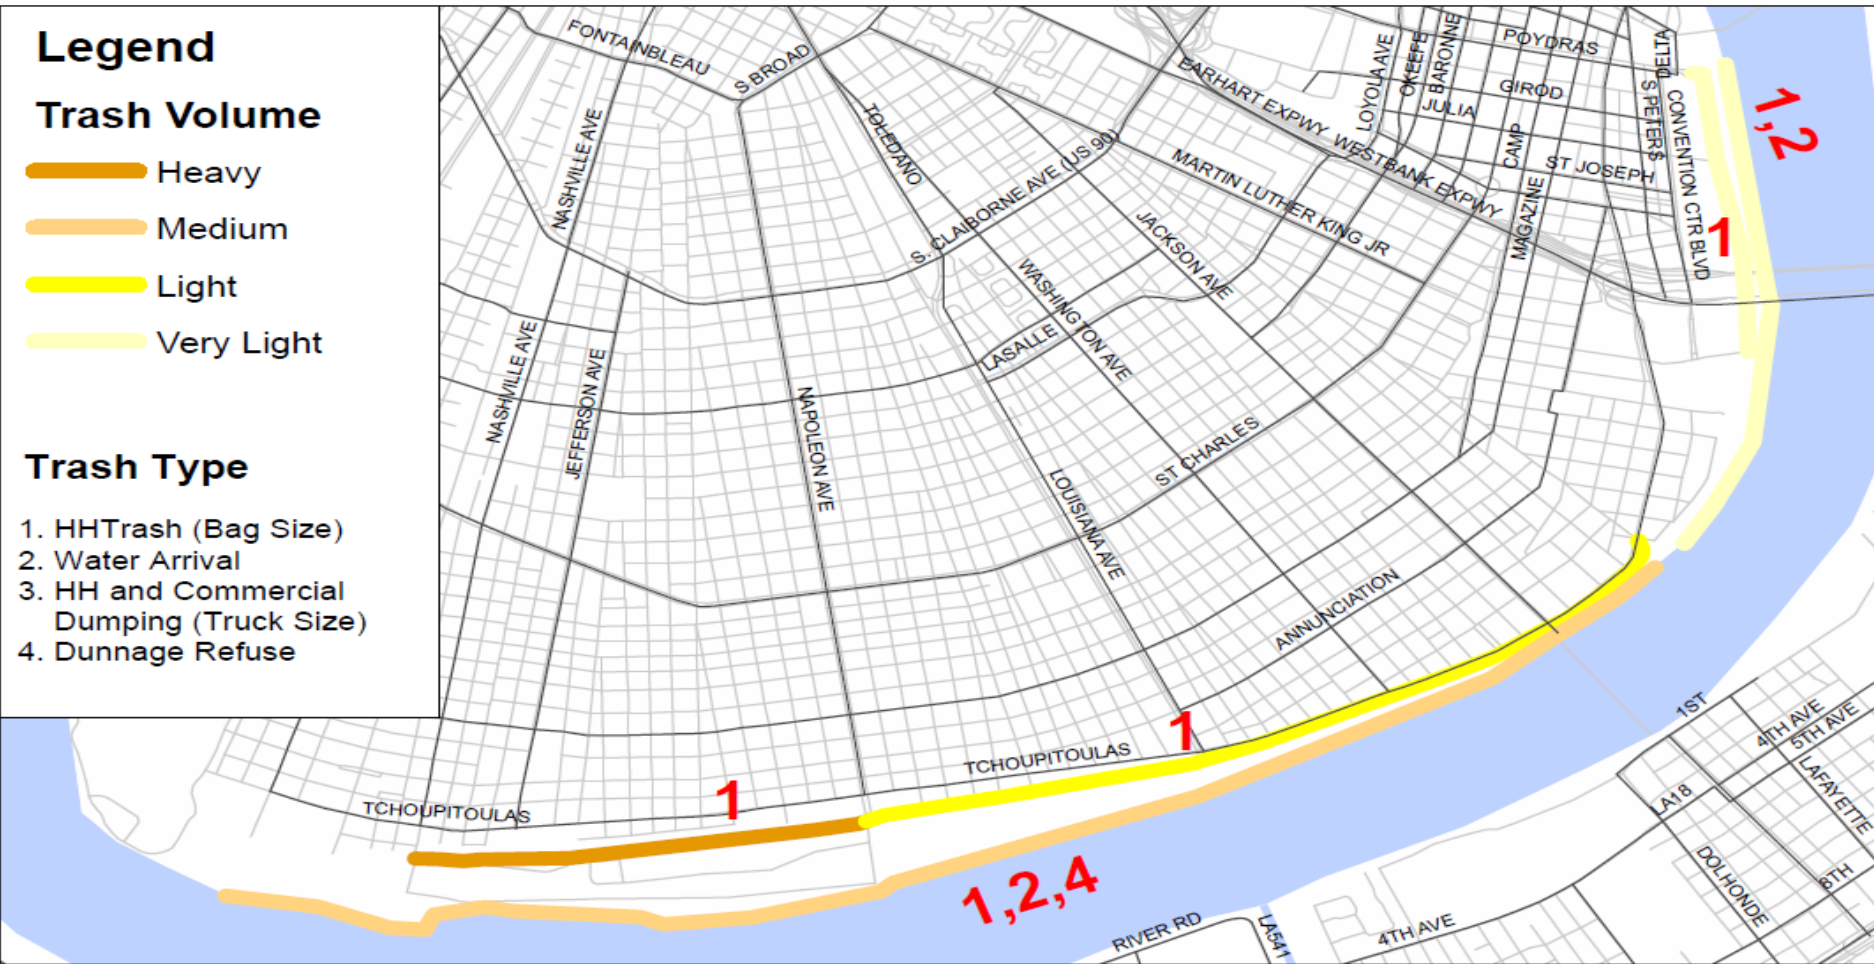 Legend
Trash Volume
Heavy
Medium
Light
Very Light
Trash Type
1. HHTrash (Bag Size)
2. Water Arrival
3. HH and Commercial
Dumping (Truck Size)
4. Dunnage Refuse
FONTAINBLEAU
S BROAD
NASHVILLE AVE
TOLEDANO
S. CLAIBORNE AVE (US 90)
EARHART EXPWY
WESTBANK EXPWY
LOYOLA AVE
OKEEFE
BARONNE
POYDRAS
GIROD
JULIA
CAMP
ST JOSEPH
MAGAZINE
S PETERS
DELTA
CONVENTION CTR BLVD
1,2
1
MARTIN LUTHER KING JR
JACKSON AVE
WASHINGTON AVE
LASALLE
NASHVILLE AVE
JEFFERSON AVE
NAPOLEON AVE
LOUISIANA AVE
ST CHARLES
ANNUNCIATION
TCHOUPITOULAS
1
TCHOUPITOULAS
1
1,2,4
RIVER RD
LA541
4TH AVE
1ST
4TH AVE
5TH AVE
LAFAYETTE
LA18
DOLHONDE
8TH